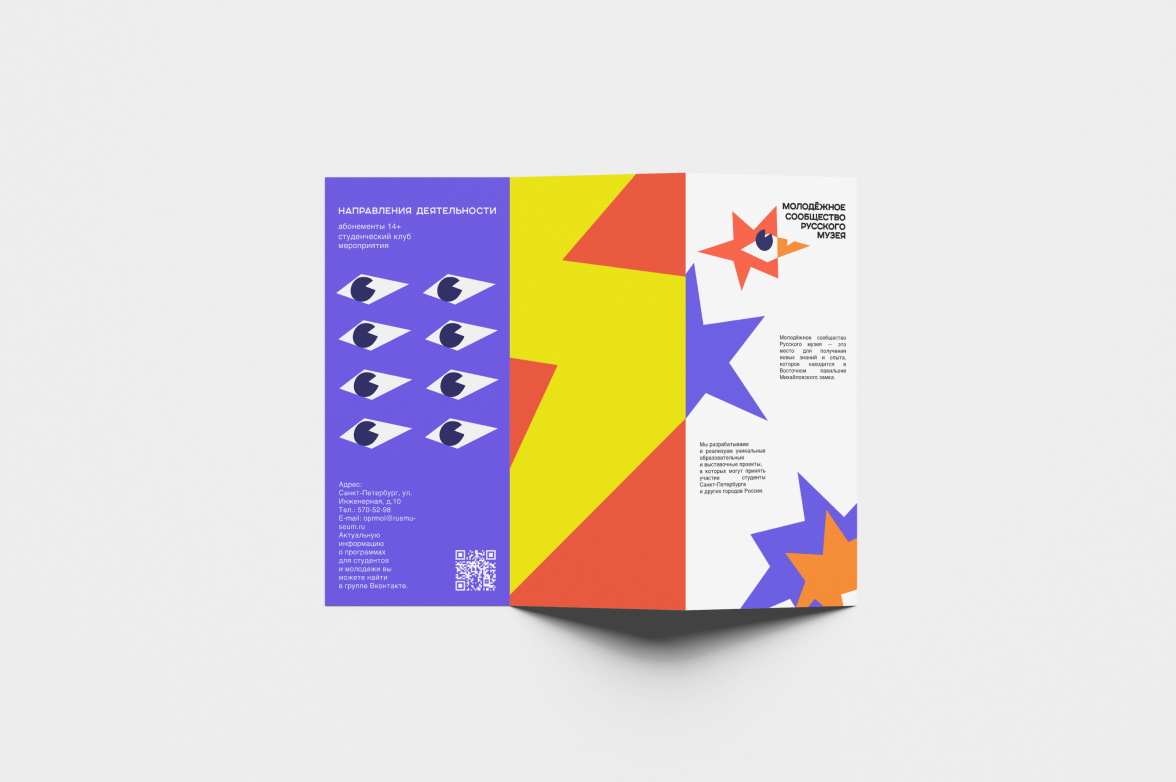 НАПРАВЛЕНИЯ ДЕЯТЕЛЬНОСТИ
абонементы 14+
студенческий клуб
мероприятия
Адрес:
Санкт-Петербург, ул.
Инженерная, д.10
Тел.: 570-52-98
E-mail: oprmol@rusmu-
seum.ru
Актуальную
информацию
о программах
для студентов
и молодежи вы
можете найти
в группе Вконтакте.
МОЛОДЁЖНОЕ
СООБЩЕСТВО
РУССКОГО
МУЗЕЯ
Молодёжное сообщество
Русского музея — это
место для получения
новых знаний и опыта,
которое находится в
Восточном павильоне
Михайловского замка.
Мы разрабатываем
и реализуем уникальные
образовательные
и выставочные проекты,
в которых могут принять
участие студенты
Санкт-Петербурга
и других городов России.